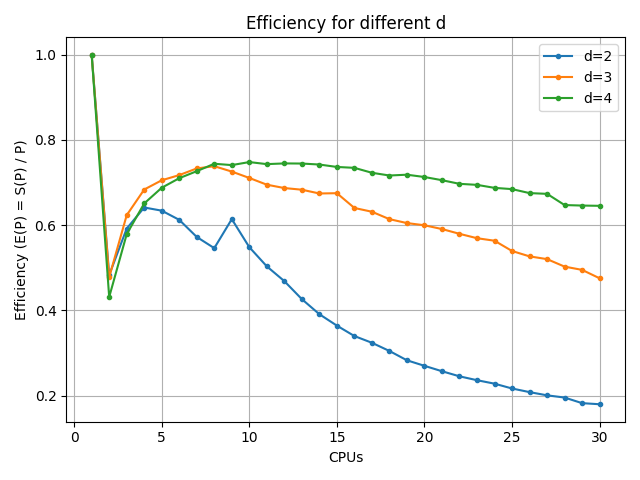 Efficiency for different d
Efficiency (E(P) = S(P) / P)
1.0
0.8
0.6
0.4
0.2
d=2
d=3
d=4
0 5 10 15 20 25 30
CPUs